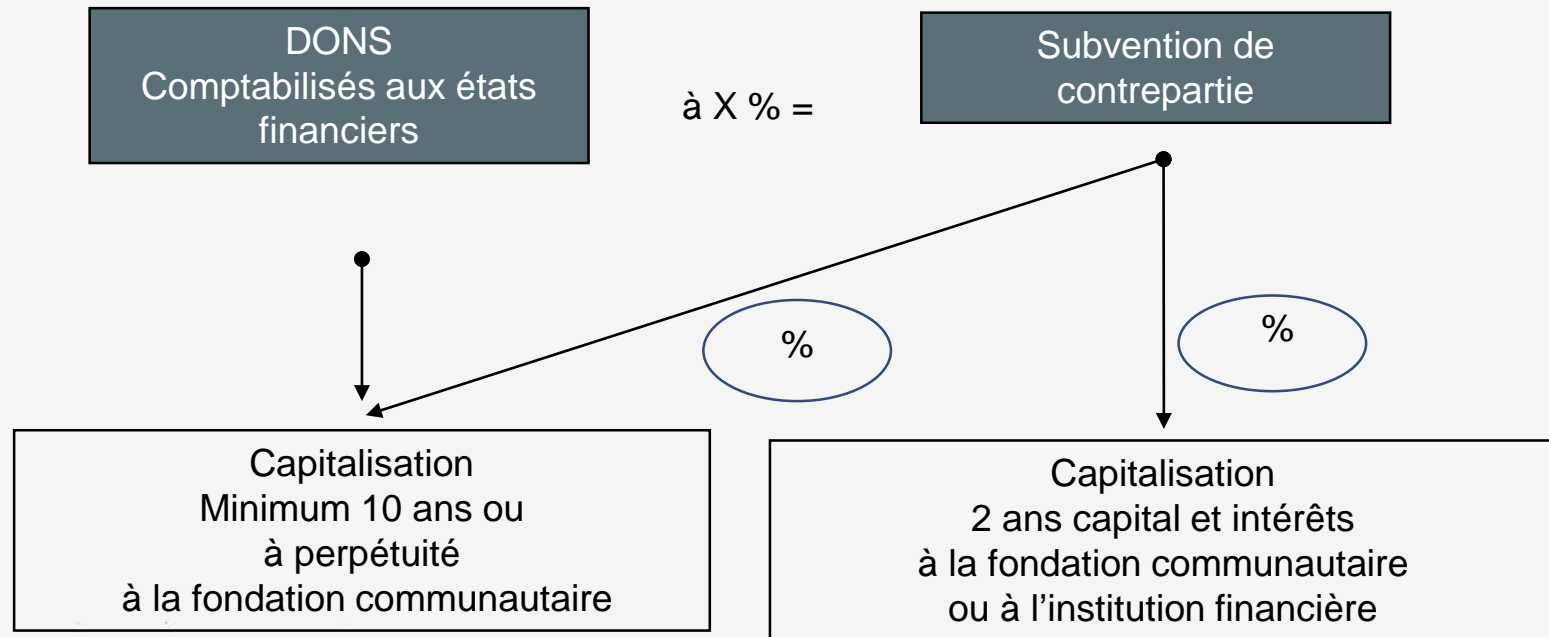 DONS
Comptabilisés aux états
financiers
à X % =
Subvention de
contrepartie
%
%
Capitalisation
Minimum 10 ans ou
à perpétuité
à la fondation communautaire
Capitalisation
2 ans capital et intérêts
à la fondation communautaire
ou à l’institution financière